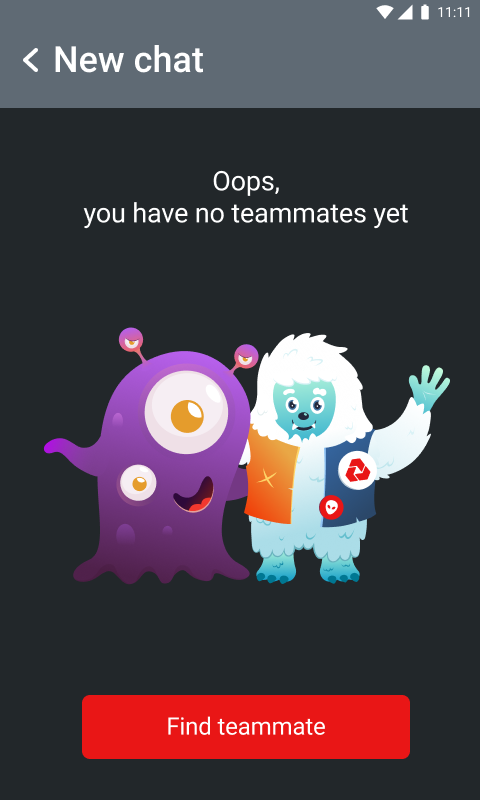 11:11
New chat
Oops,
you have no teammates yet
Find teammate